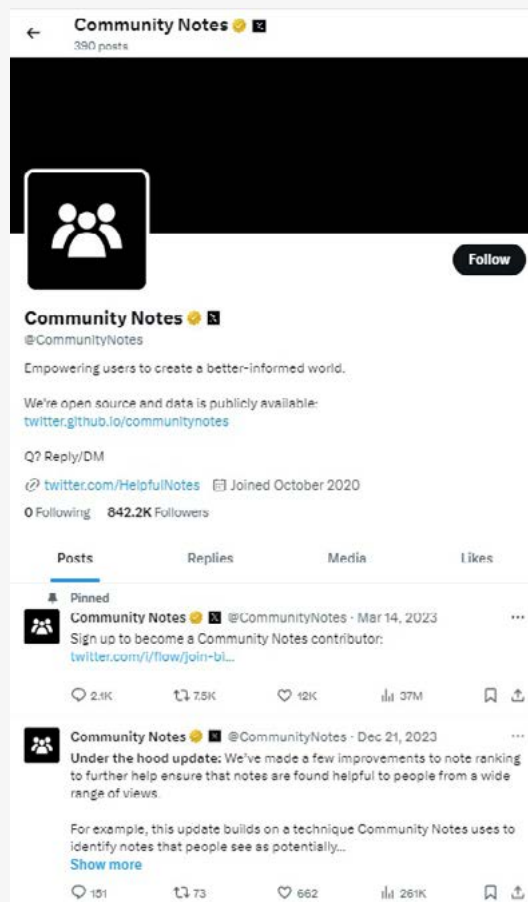 Community Notes
390 posts
Follow
Community Notes
@CommunityNotes
Empowering users to create a better-informed world.
We're open source and data is publicly available:
twitter.github.io/communitynotes
Q? Reply/DM
twitter.com/HelpfulNotes Joined October 2020
0 Following 842.2K Followers
Posts Replies Media Likes
Pinned
Community Notes @CommunityNotes · Mar 14, 2023 ...
Sign up to become a Community Notes contributor:
twitter.com/i/flow/join-bi...
2.1K 7.5K 12K 37M
Community Notes @CommunityNotes · Dec 21, 2023 ...
Under the hood update: We've made a few improvements to note ranking
to further help ensure that notes are found helpful to people from a wide
range of views.
For example, this update builds on a technique Community Notes uses to
identify notes that people see as potentially...
Show more
151 73 662 261K